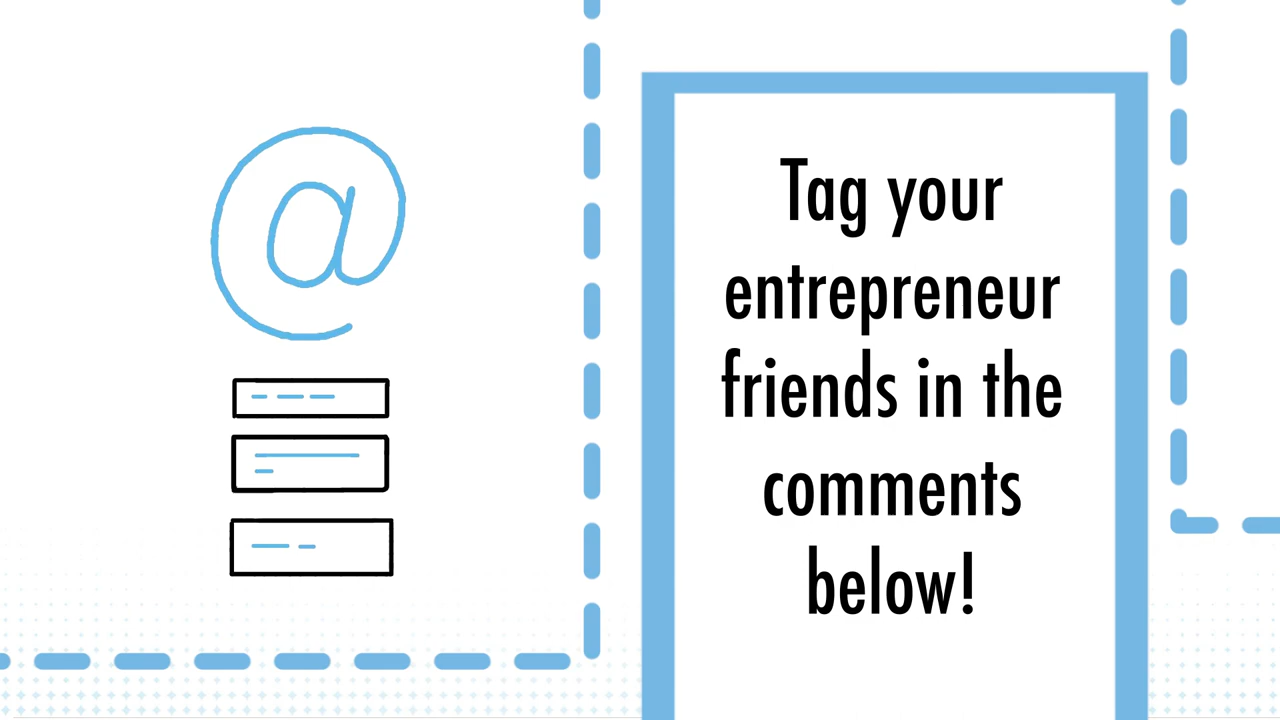 @
Tag your
entrepreneur
friends in the
comments
below!